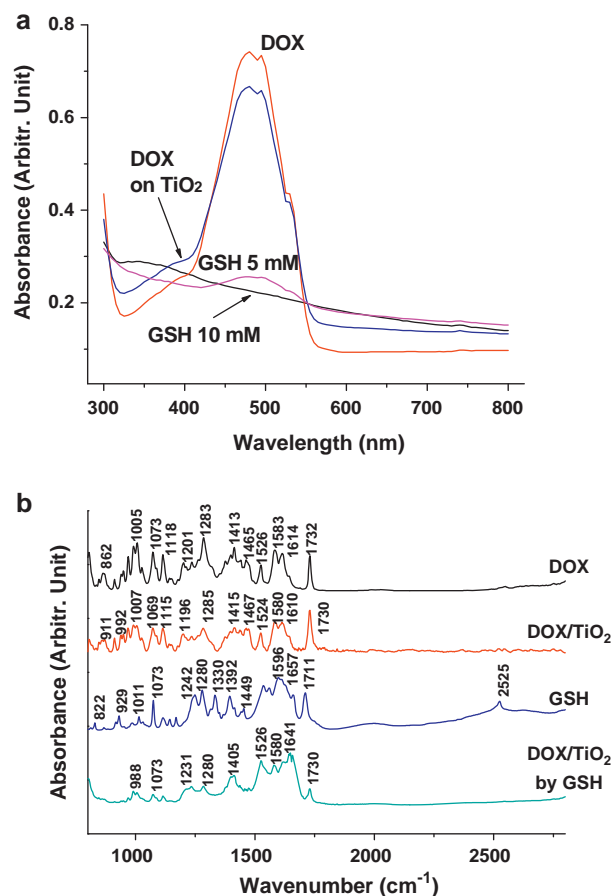 a
0.8
0.6
0.4
0.2
Absorbance (Arbitr. Unit)
DOX
DOX
on TiO₂
GSH 5 mM
GSH 10 mM
300 400 500 600 700 800
Wavelength (nm)
b
Absorbance (Arbitr. Unit)
862 1005 1073 1118 1201 1283 1413 1465 1526 1583 1614 1732
DOX
911 992 1007 1069 1115 1196 1285 1415 1467 1524 1580 1610 1730
DOX/TiO₂
822 929 1011 1073 1242 1280 1330 1392 1449 1596 1657 1711 2525
GSH
988 1073 1231 1280 1405 1526 1580 1641 1730
DOX/TiO₂
by GSH
1000 1500 2000 2500
Wavenumber (cm⁻¹)